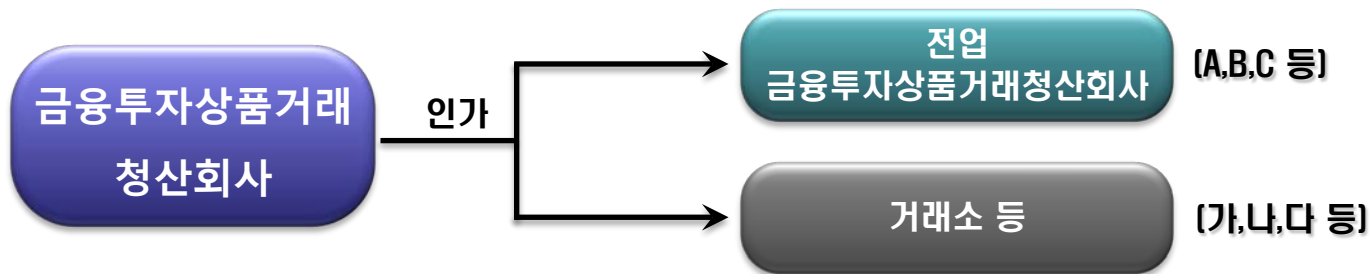 금융투자상품거래
청산회사
인가
전업
금융투자상품거래청산회사
(A,B,C 등)
거래소 등
(가,나,다 등)